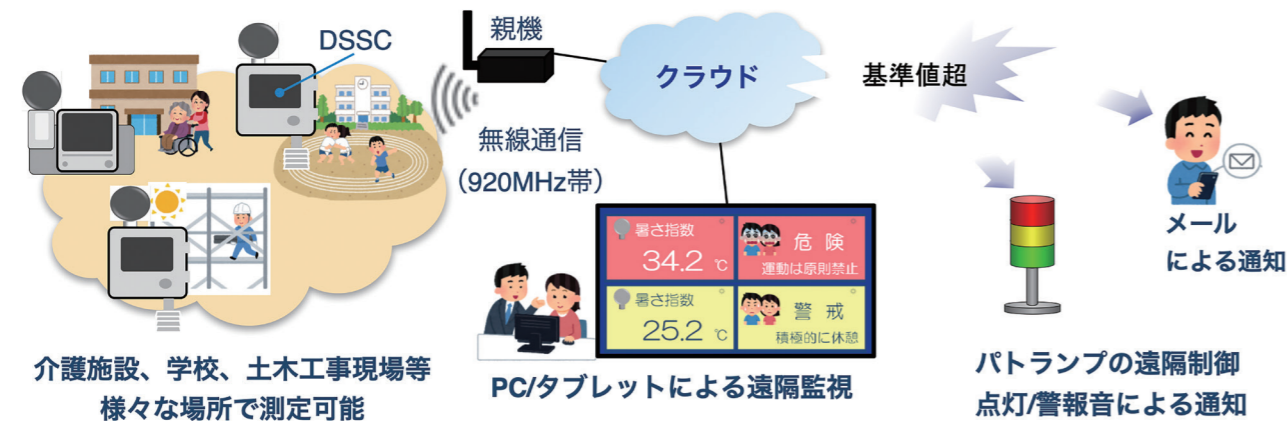 DSSC
介護施設、学校、土木工事現場等
様々な場所で測定可能
親機
無線通信
（920MHz帯）
クラウド
暑さ指数
34.2 ℃
危険
運動は原則禁止
暑さ指数
25.2 ℃
警戒
積極的に休憩
PC/タブレットによる遠隔監視
基準値超
メール
による通知
パトランプの遠隔制御
点灯/警報音による通知